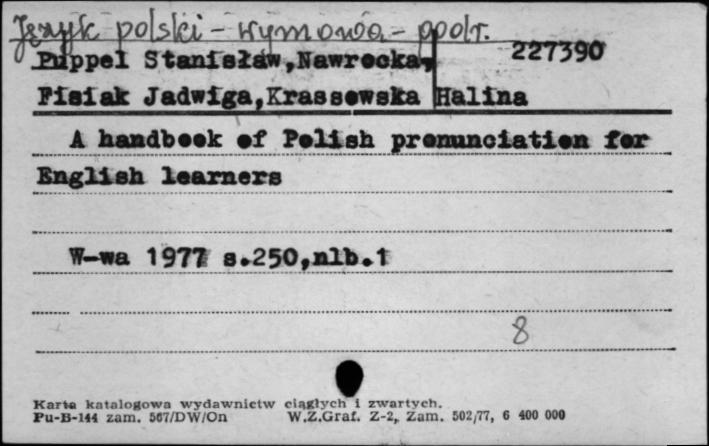 Język polski - wymowa - podr.
Puppel Stanisław,Nawrocka, 227390
Fisiak Jadwiga,Krassowska Halina
A handbook of Polish pronunciation for
English learners
W-wa 1977 s.250,nlb.1
8
Karta katalogowa wydawnictw ciągłych i zwartych.
Pu-B-144 zam. 567/DW/On W.Z.Graf. Z-2, Zam. 502/77, 6 400 000